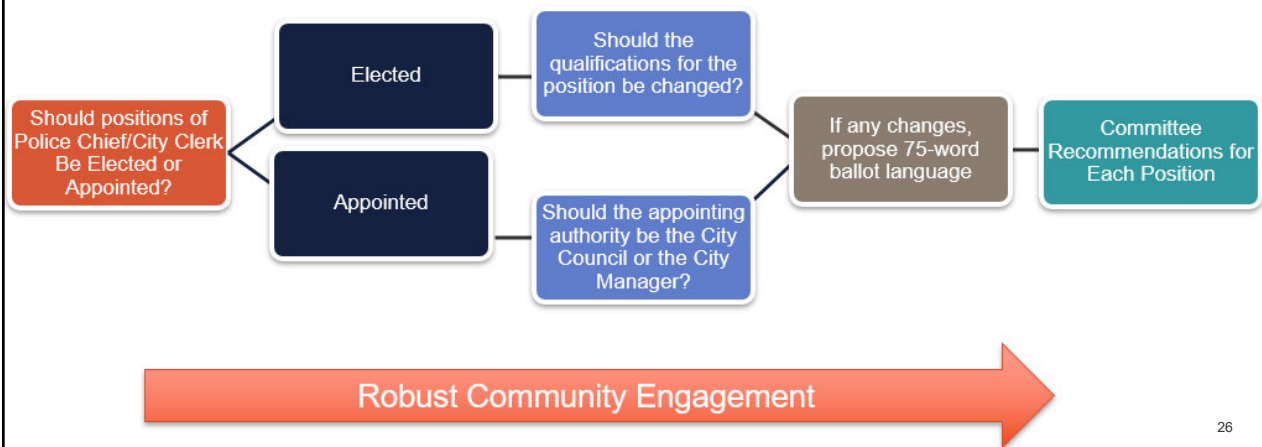 Should positions of
Police Chief/City Clerk
Be Elected or
Appointed?
Elected
Should the
qualifications for the
position be changed?
Appointed
Should the appointing
authority be the City
Council or the City
Manager?
If any changes,
propose 75-word
ballot language
Committee
Recommendations for
Each Position
Robust Community Engagement
26